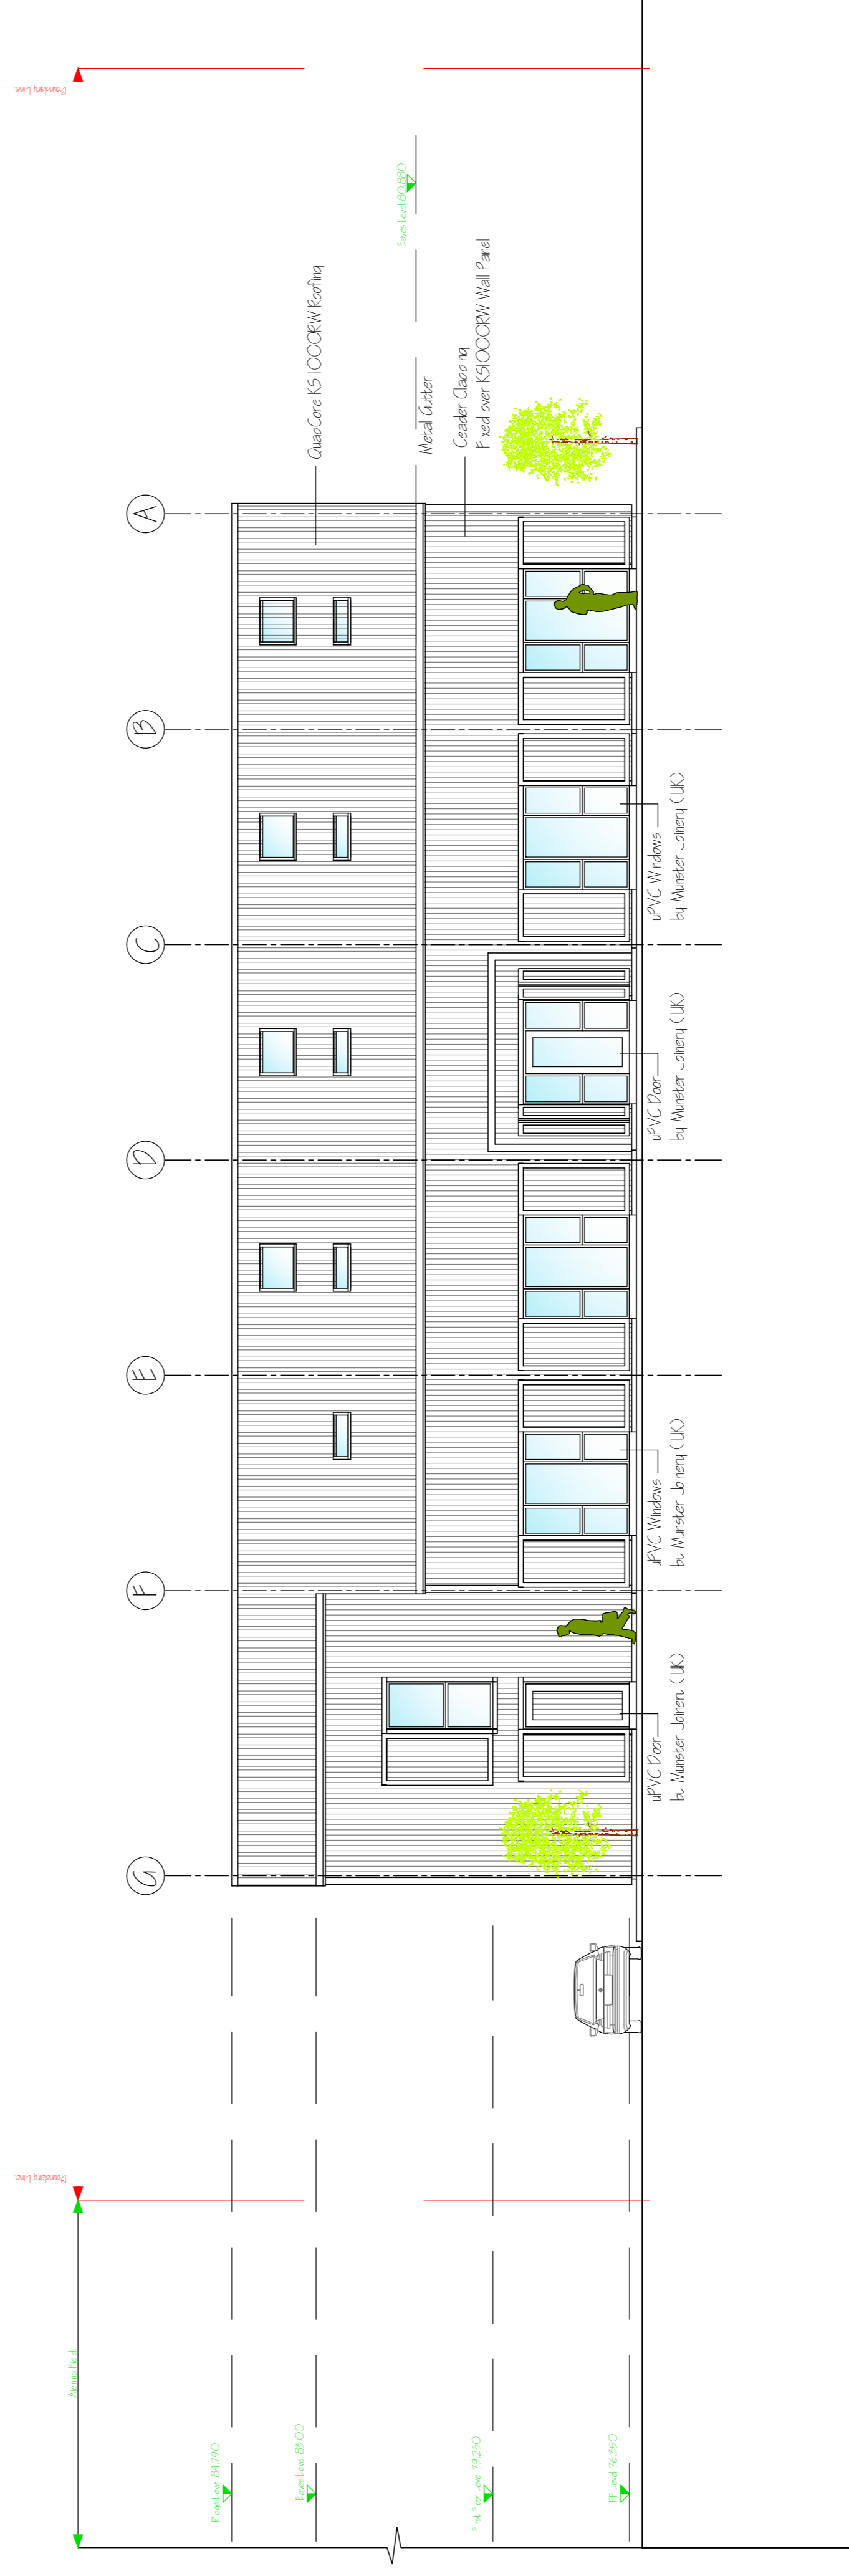 Boundary Line.
Eaves Level 80.880
QuadCore KS1000RW Roofing
Metal Gutter
Ceader Cladding
Fixed over KS1000RW Wall Panel
A
B
C
D
E
F
G
uPVC Windows
by Munster Joinery (UK)
uPVC Door
by Munster Joinery (UK)
uPVC Windows
by Munster Joinery (UK)
uPVC Door
by Munster Joinery (UK)
Boundary Line.
Field
Ridge Level 84.790
Eaves Level 83.00
First Floor Level 79.250
FF Level 76.350